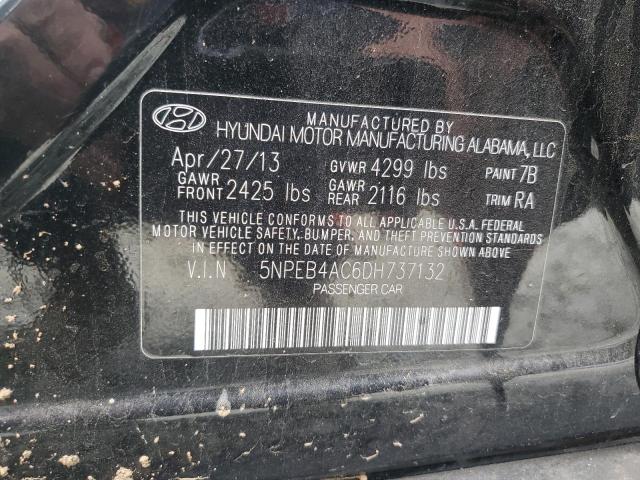 MANUFACTURED BY
HYUNDAI MOTOR MANUFACTURING ALABAMA, LLC
Apr/27/13 GVWR 4299 lbs PAINT 7B
GAWR FRONT 2425 lbs GAWR REAR 2116 lbs TRIM RA
THIS VEHICLE CONFORMS TO ALL APPLICABLE U.S.A. FEDERAL
MOTOR VEHICLE SAFETY, BUMPER, AND THEFT PREVENTION STANDARDS
IN EFFECT ON THE DATE OF MANUFACTURE SHOWN ABOVE
V.I.N 5NPEB4AC6DH737132
PASSENGER CAR